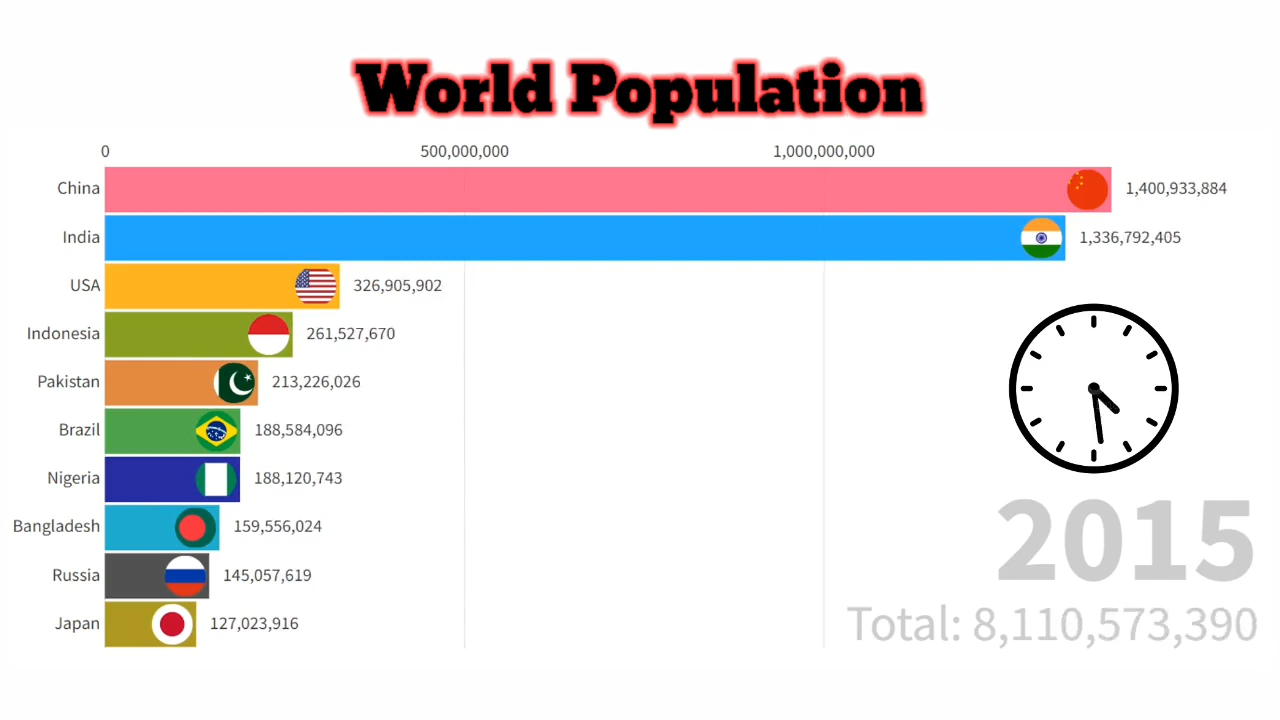 World Population
0 500,000,000 1,000,000,000
China 1,400,933,884
India 1,336,792,405
USA 326,905,902
Indonesia 261,527,670
Pakistan 213,226,026
Brazil 188,584,096
Nigeria 188,120,743
Bangladesh 159,556,024
Russia 145,057,619
Japan 127,023,916
2015
Total: 8,110,573,390